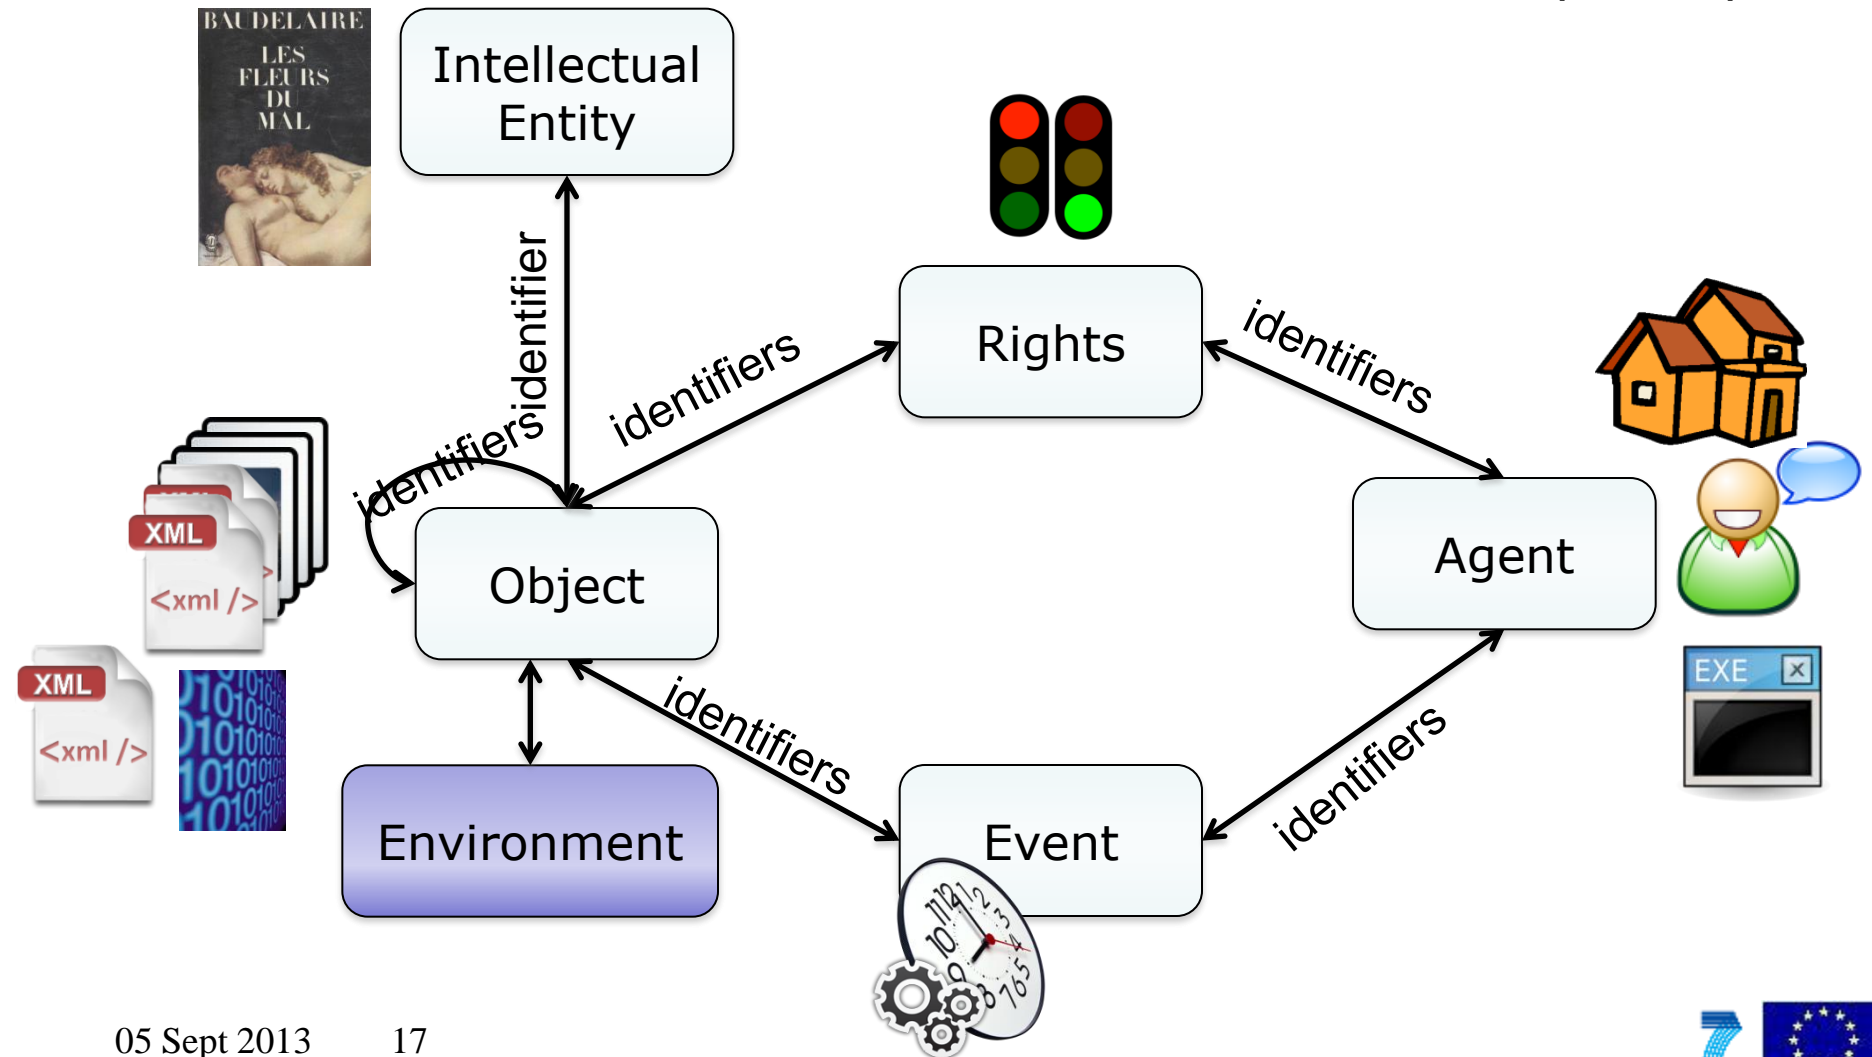 BAUDELAIRE
LES
FLEURS
DU
MAL
Intellectual
Entity
identifier
identifiers
identifiers
Rights
identifiers
XML
<xml />
Object
Agent
XML
<xml />
EXE
identifiers
identifiers
Environment
Event
05 Sept 2013 17